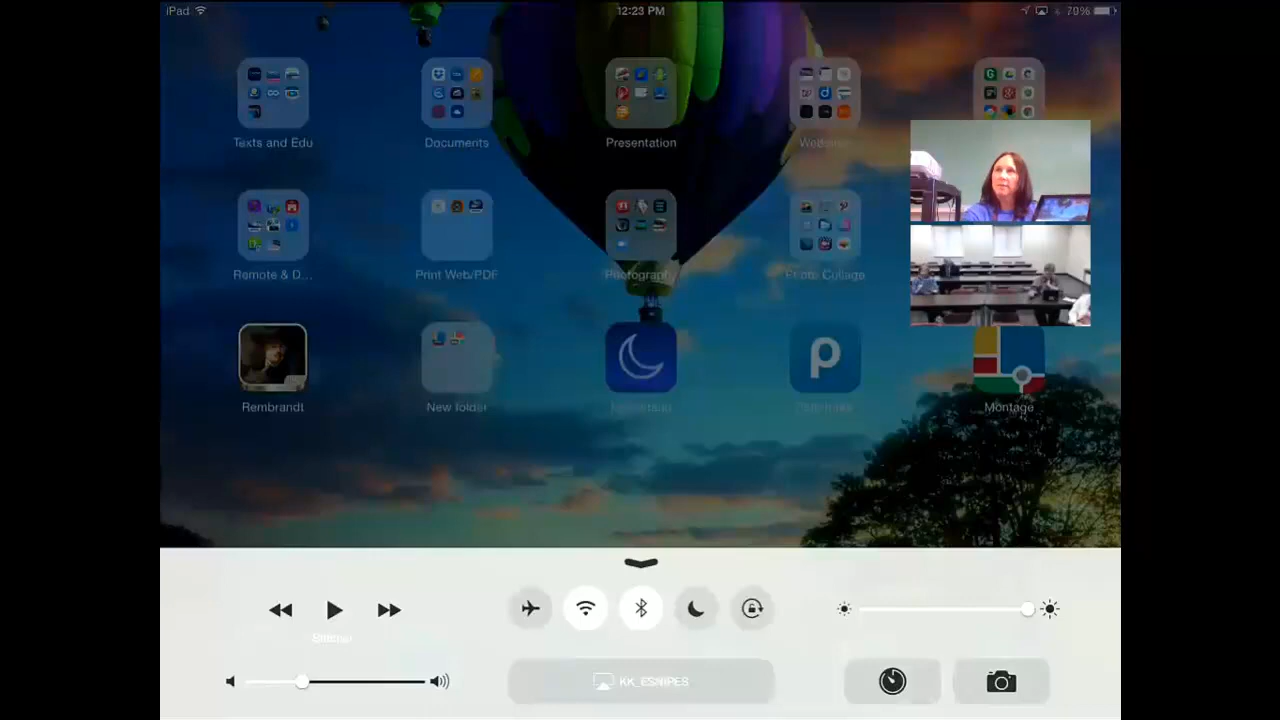 iPad 12:23 PM 70%
Texts and Edu Documents Presentation
Remote & D... Print Web/PDF Photography Photo Collage
Rembrandt New folder Montage
KK_ESNIPES